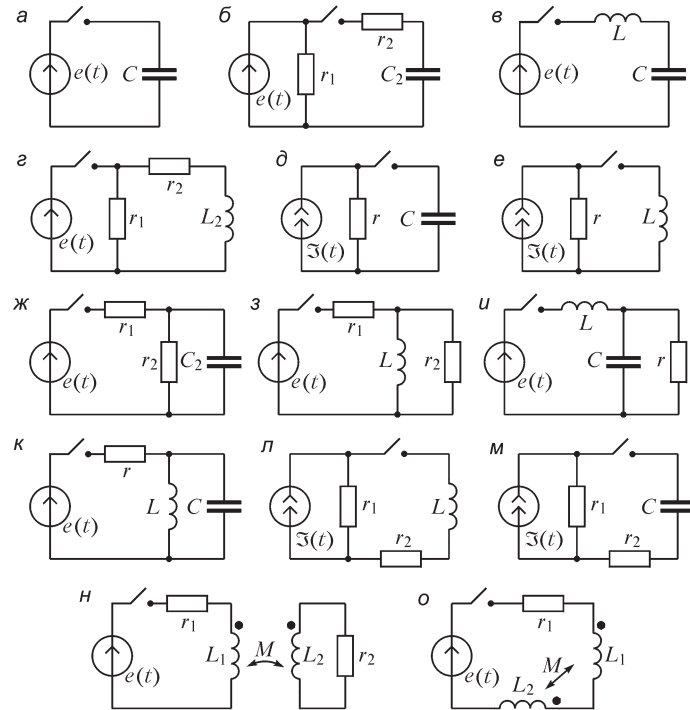 а
e(t)
C
б
r₁
e(t)
r₂
C₂
в
e(t)
L
C
г
e(t)
r₁
r₂
L₂
д
ℑ(t)
r
C
е
ℑ(t)
r
L
ж
e(t)
r₁
r₂
C₂
з
e(t)
r₁
L
r₂
и
e(t)
L
C
r
к
e(t)
r
L
C
л
ℑ(t)
r₁
r₂
L
м
ℑ(t)
r₁
r₂
C
н
e(t)
r₁
L₁
M
L₂
r₂
о
e(t)
r₁
L₂
M
L₁